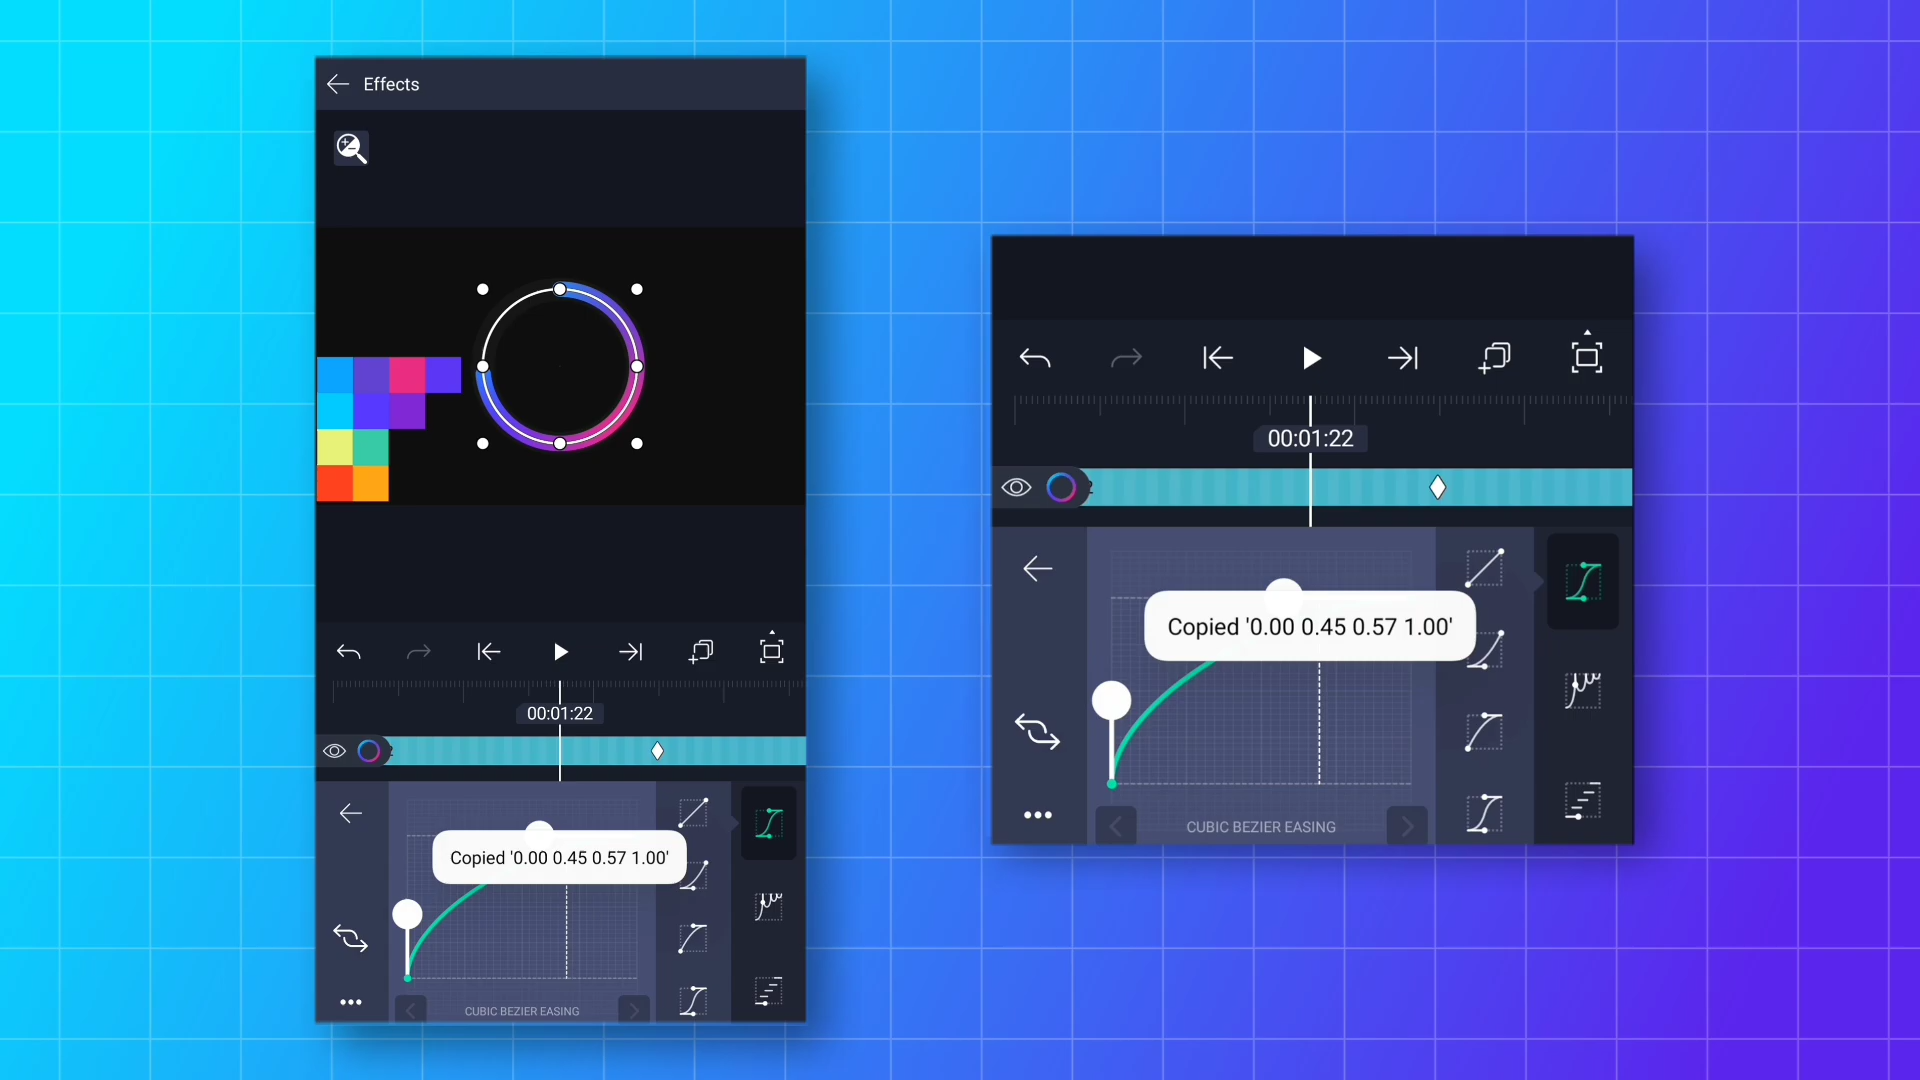 Effects
00:01:22
Copied '0.00 0.45 0.57 1.00'
CUBIC BEZIER EASING
00:01:22
Copied '0.00 0.45 0.57 1.00'
CUBIC BEZIER EASING